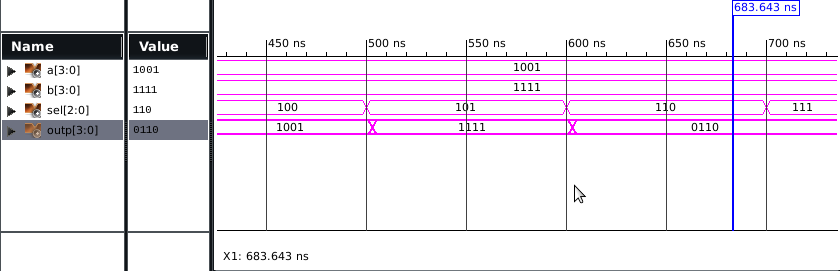 683.643 ns
Name Value 450 ns 500 ns 550 ns 600 ns 650 ns 700 ns
a[3:0] 1001 1001
b[3:0] 1111 1111
sel[2:0] 110 100 101 110 111
outp[3:0] 0110 1001 1111 0110
X1: 683.643 ns